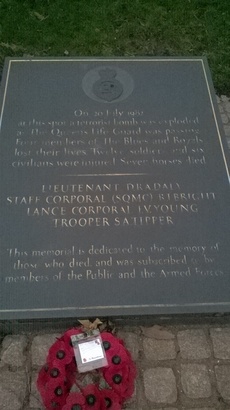 On 20 July 1982
at this spot a terrorist bomb was exploded
as The Queen's Life Guard was passing.
Four members of The Blues and Royals
lost their lives. Twelve soldiers and six
civilians were injured. Seven horses died.
LIEUTENANT D R A DALY
STAFF CORPORAL (SQMC) R J BRIGHT
LANCE CORPORAL J V YOUNG
TROOPER S A TIPPER
This memorial is dedicated to the memory of
those who died and was subscribed to by
members of the Public and the Armed Forces